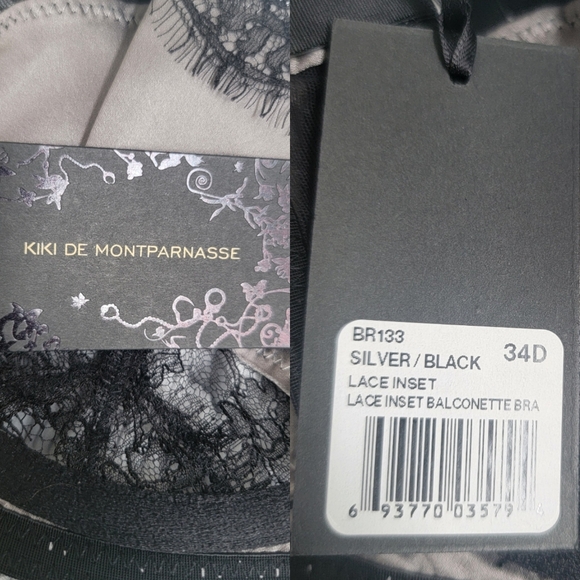 KIKI DE MONTPARNASSE
BR133
SILVER/BLACK 34D
LACE INSET
LACE INSET BALCONETTE BRA
6 93770 03579